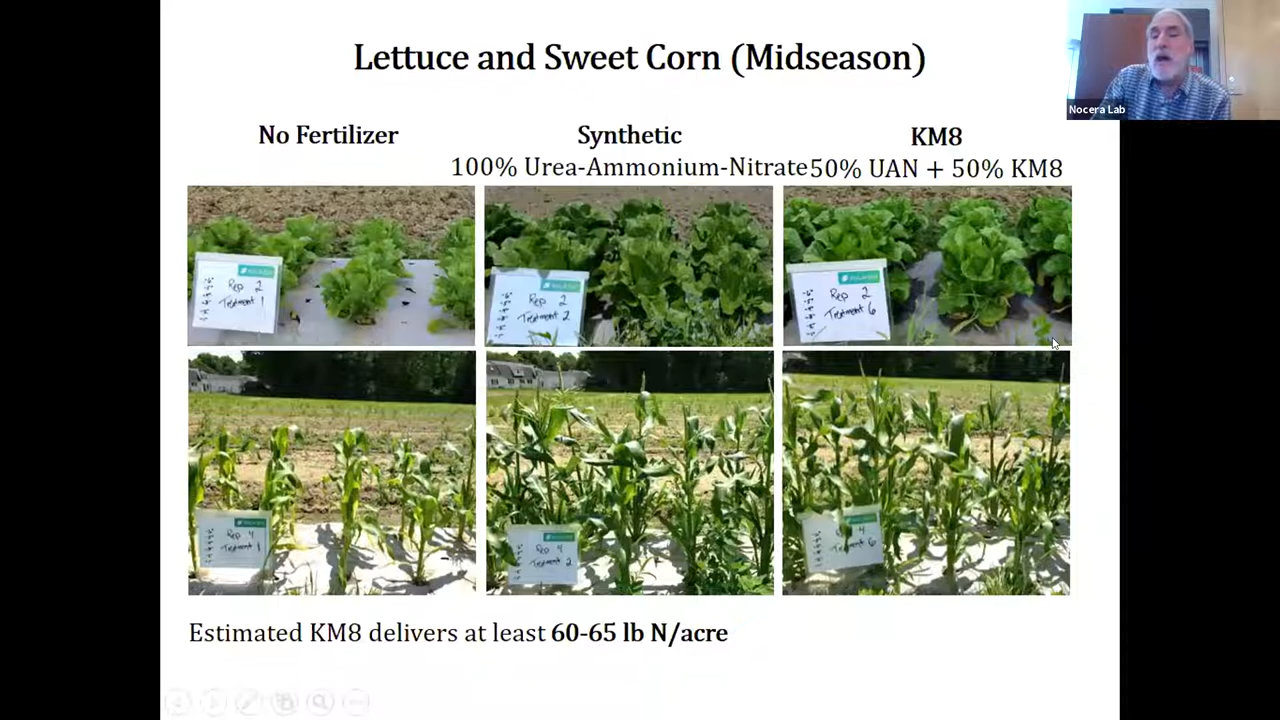 Lettuce and Sweet Corn (Midseason)
Nocera Lab
No Fertilizer
Synthetic
KM8
100% Urea-Ammonium-Nitrate
50% UAN + 50% KM8
Rep 2
Treatment 1
Rep 2
Treatment 2
Rep 2
Treatment 6
Rep 4
Treatment 1
Rep 4
Treatment 2
4
Treatment 6
Estimated KM8 delivers at least 60-65 lb N/acre